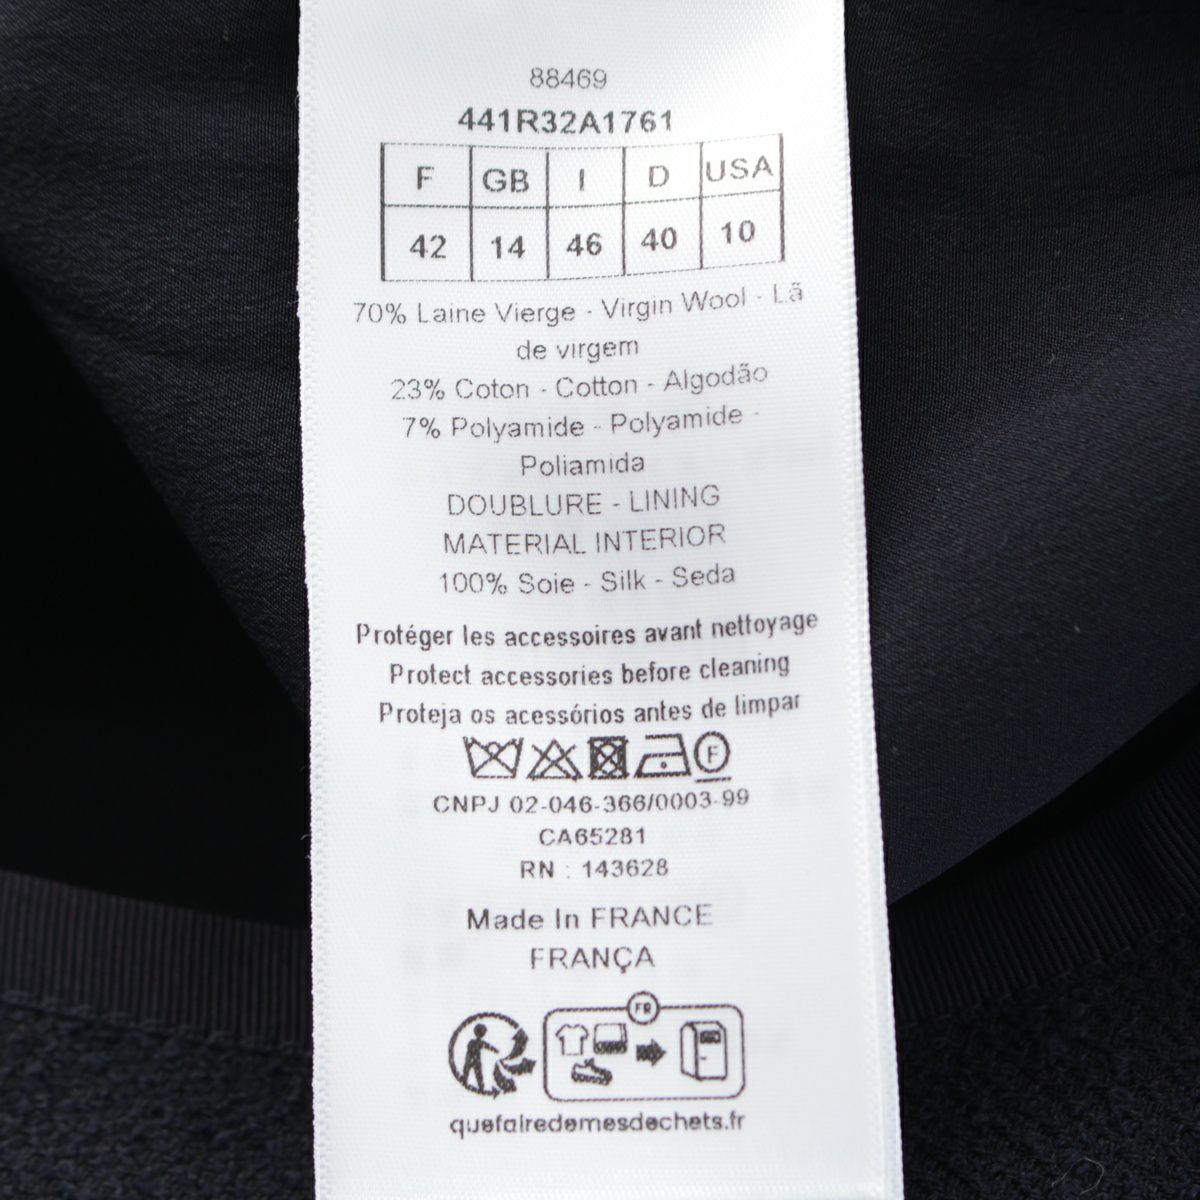 88469
441R32A1761
F GB I D USA
42 14 46 40 10
70% Laine Vierge - Virgin Wool - Lã
de virgem
23% Coton - Cotton - Algodão
7% Polyamide - Polyamide -
Poliamida
DOUBLURE - LINING
MATERIAL INTERIOR
100% Soie - Silk - Seda
Protéger les accessoires avant nettoyage
Protect accessories before cleaning
Proteja os acessórios antes de limpar
F
CNPJ 02-046-366/0003-99
CA65281
RN : 143628
Made In FRANCE
FRANÇA
FR
quefairedemesdechets.fr